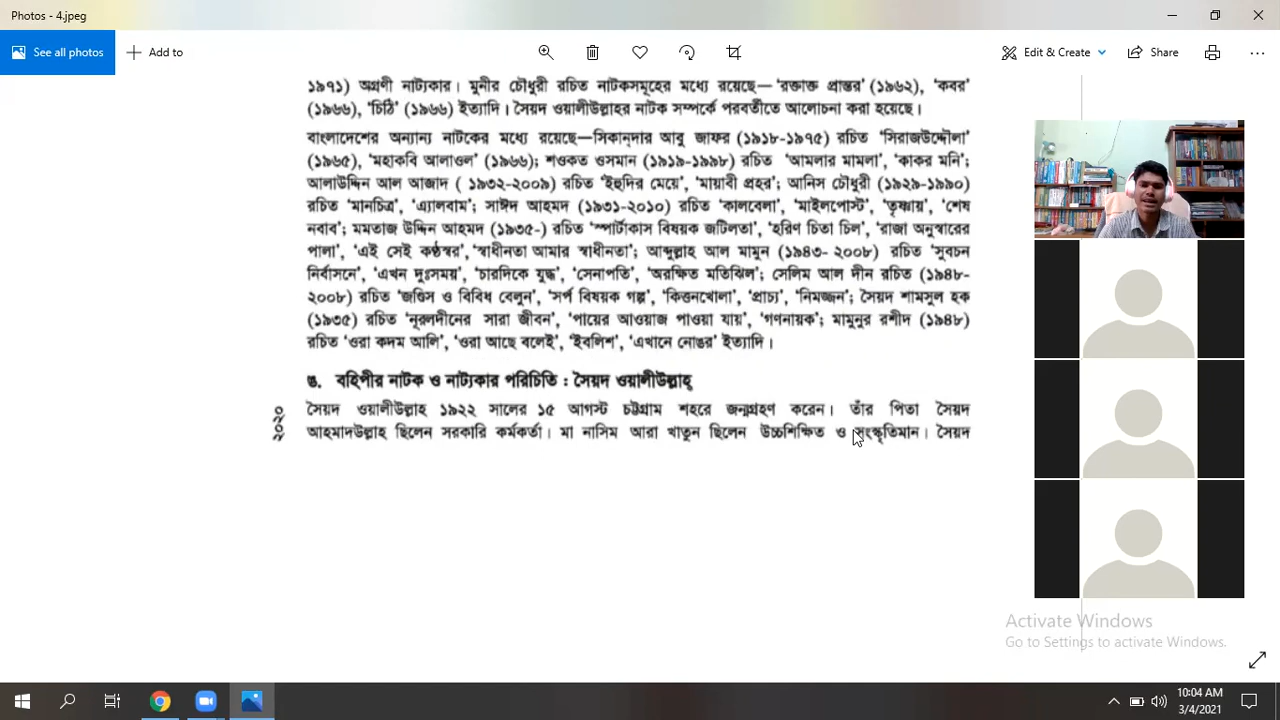 Photos - 4.jpeg
See all photos
Add to
Edit & Create
Share
১৯৭১) অগ্রণী নাট্যকার। মুনীর চৌধুরী রচিত নাটকসমূহের মধ্যে রয়েছে—‘রক্তাক্ত প্রান্তর’ (১৯৬২), ‘কবর’
(১৯৬৬), ‘চিঠি’ (১৯৬৬) ইত্যাদি। সৈয়দ ওয়ালীউল্লাহর নাটক সম্পর্কে পরবর্তীতে আলোচনা করা হয়েছে।
বাংলাদেশের অন্যান্য নাটকের মধ্যে রয়েছে—সিকান্‌দার আবু জাফর (১৯১৮-১৯৭৫) রচিত ‘সিরাজউদ্দৌলা’
(১৯৬৫), ‘মহাকবি আলাওল’ (১৯৬৬); শওকত ওসমান (১৯১৯-১৯৯৮) রচিত ‘আমলার মামলা’, ‘কাকর মনি’;
আলাউদ্দিন আল আজাদ ( ১৯৩২-২০০৯) রচিত ‘ইহুদির মেয়ে’, ‘মায়াবী প্রহর’; আনিস চৌধুরী (১৯২৯-১৯৯০)
রচিত ‘মানচিত্র’, ‘এ্যালবাম’; সাঈদ আহমদ (১৯৩১-২০১০) রচিত ‘কালবেলা’, ‘মাইলপোস্ট’, ‘তৃষ্ণায়’, ‘শেষ
নবাব’; মমতাজ উদ্দিন আহমদ (১৯৩৫-) রচিত ‘স্পার্টাকাস বিষয়ক জটিলতা’, ‘হরিণ চিতা চিল’, ‘রাজা অনুস্বারের
পালা’, ‘এই সেই কণ্ঠস্বর’, ‘স্বাধীনতা আমার স্বাধীনতা’; আব্দুল্লাহ আল মামুন (১৯৪৩- ২০০৮) রচিত ‘সুবচন
নির্বাসনে’, ‘এখন দুঃসময়’, ‘চারদিকে যুদ্ধ’, ‘সেনাপতি’, ‘অরক্ষিত মতিঝিল’; সেলিম আল দীন রচিত (১৯৪৮-
২০০৮) রচিত ‘জণ্ডিস ও বিবিধ বেলুন’, ‘সর্প বিষয়ক গল্প’, ‘কিত্তনখোলা’, ‘প্রাচ্য’, ‘নিমজ্জন’; সৈয়দ শামসুল হক
(১৯৩৫) রচিত ‘নূরলদীনের সারা জীবন’, ‘পায়ের আওয়াজ পাওয়া যায়’, ‘গণনায়ক’; মামুনুর রশীদ (১৯৪৮)
রচিত ‘ওরা কদম আলি’, ‘ওরা আছে বলেই’, ‘ইবলিশ’, ‘এখানে নোঙর’ ইত্যাদি।
ঙ. বহিপীর নাটক ও নাট্যকার পরিচিতি : সৈয়দ ওয়ালীউল্লাহ্
সৈয়দ ওয়ালীউল্লাহ ১৯২২ সালের ১৫ আগস্ট চট্টগ্রাম শহরে জন্মগ্রহণ করেন। তাঁর পিতা সৈয়দ
আহমাদউল্লাহ ছিলেন সরকারি কর্মকর্তা। মা নাসিম আরা খাতুন ছিলেন উচ্চশিক্ষিত ও সংস্কৃতিমান। সৈয়দ
২০২০
Activate Windows
Go to Settings to activate Windows.
10:04 AM
3/4/2021